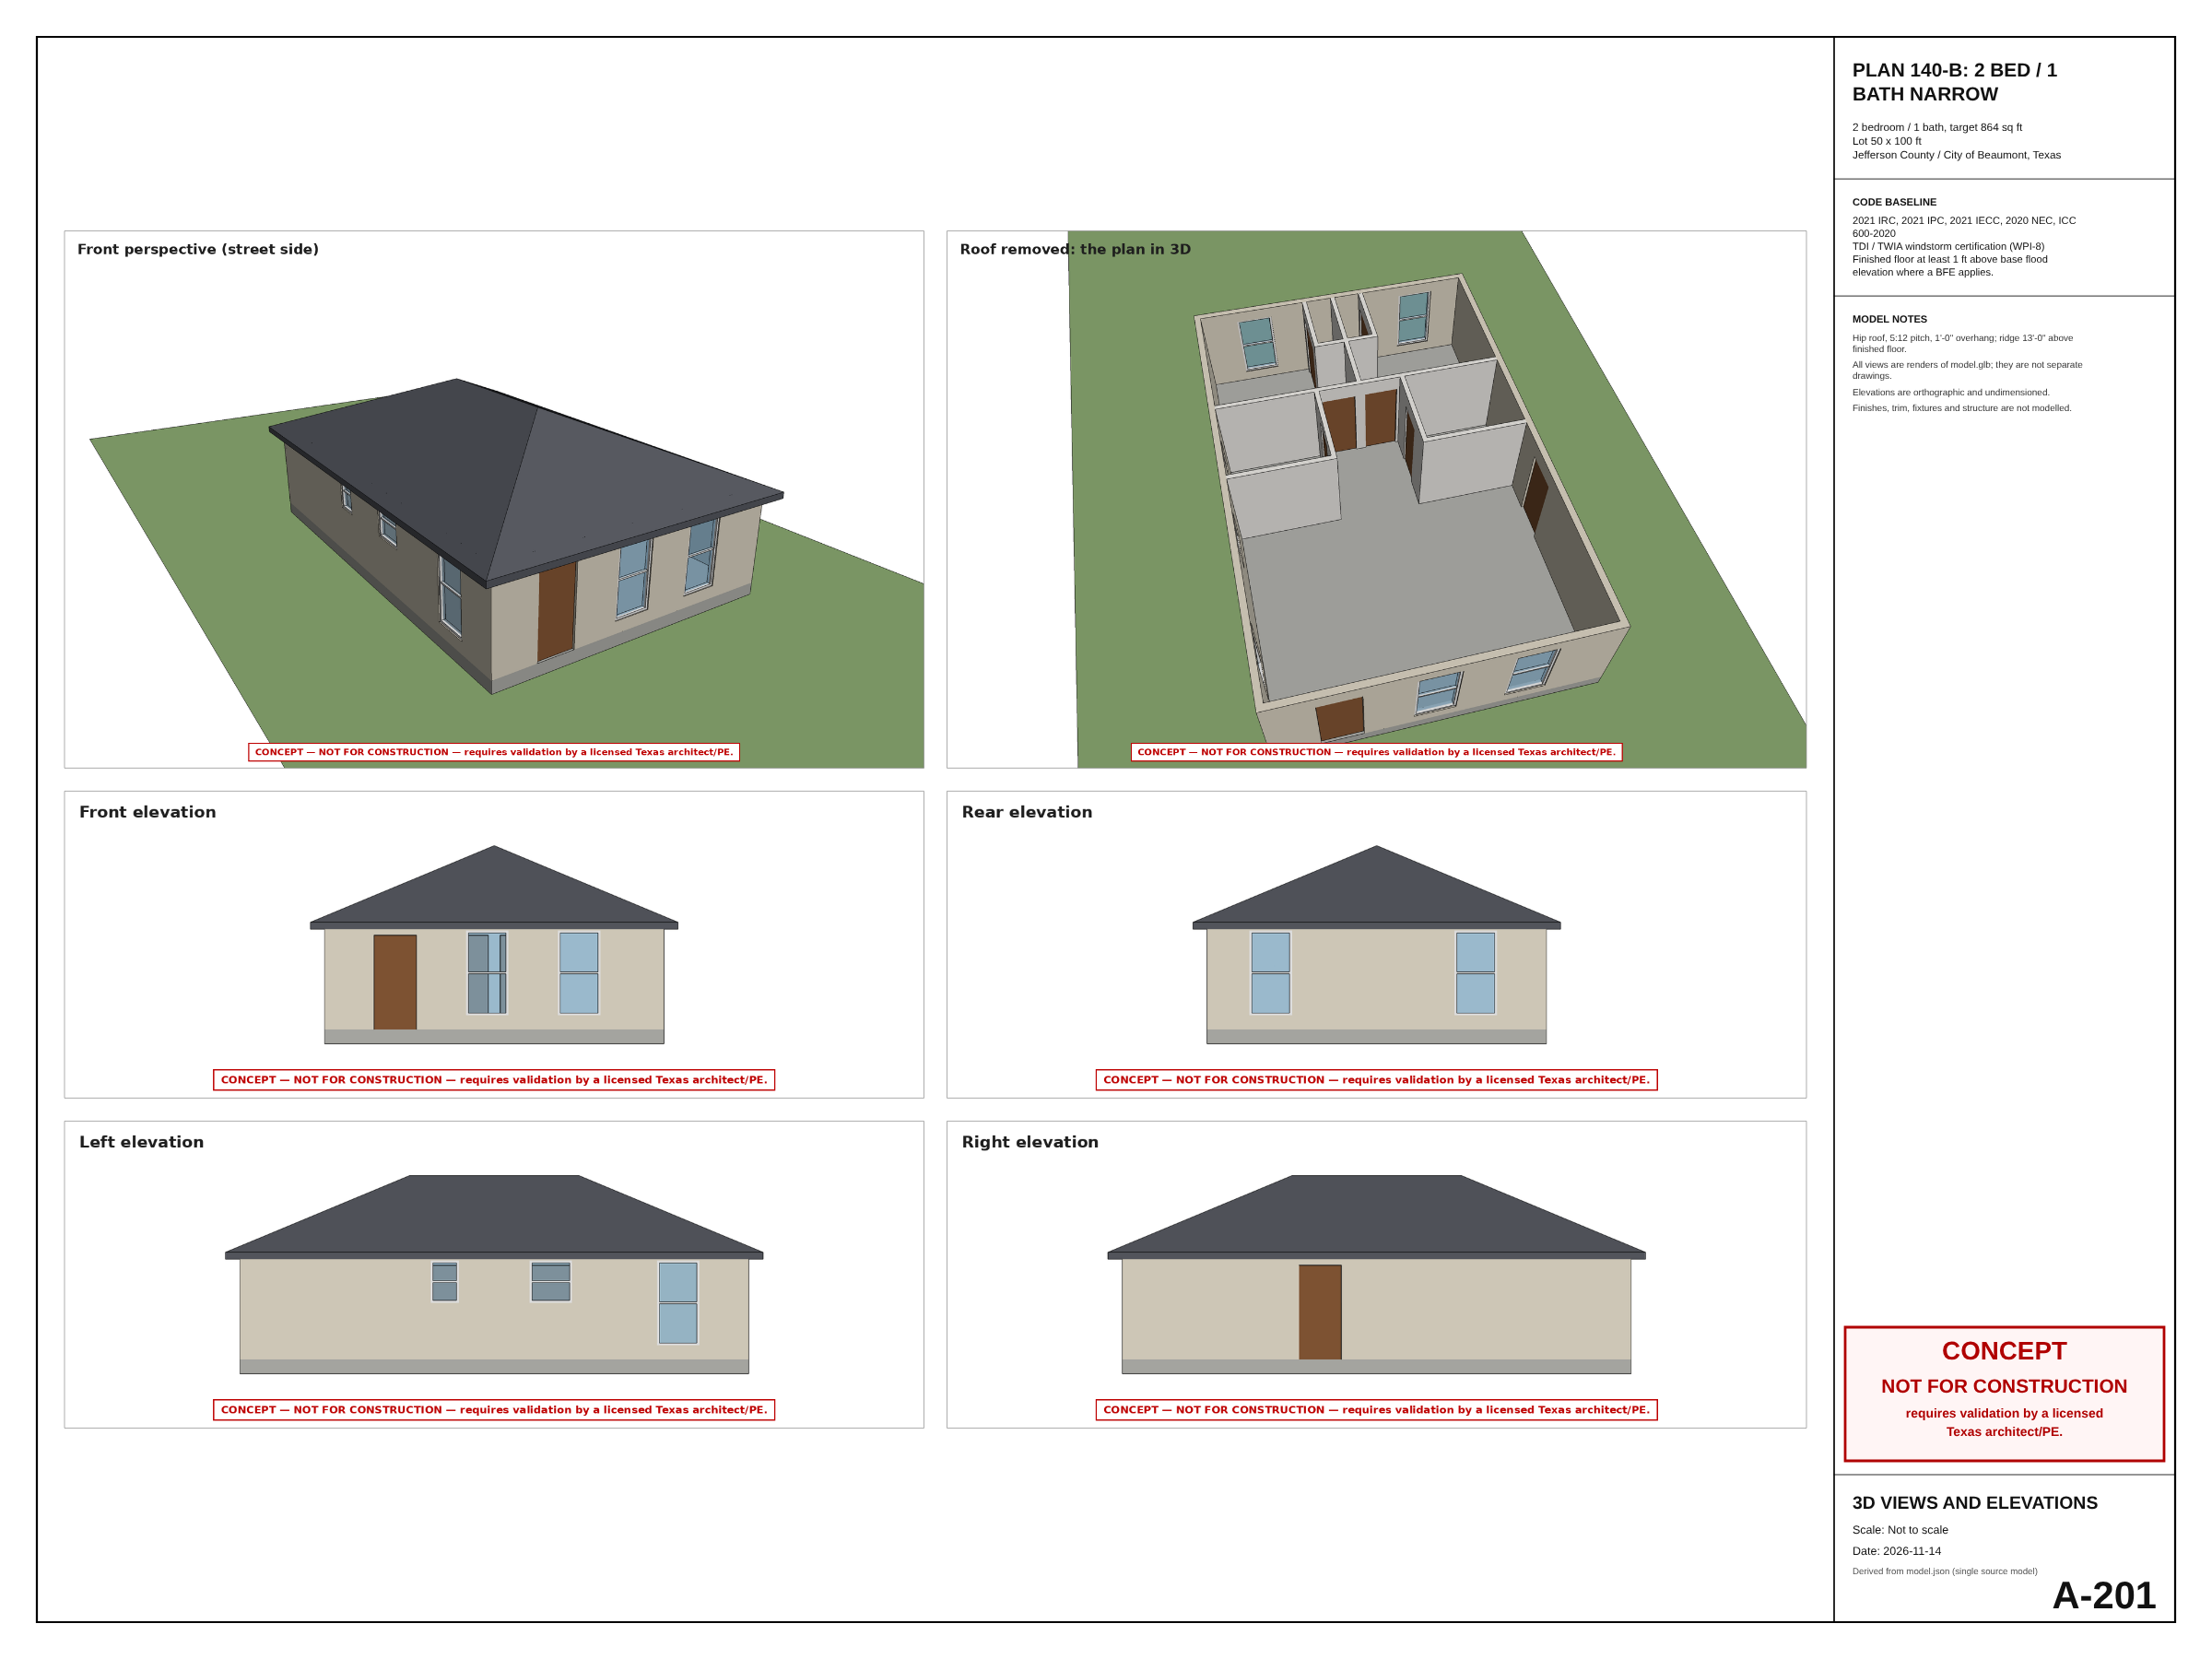 PLAN 140-B: 2 BED / 1
BATH NARROW
2 bedroom / 1 bath, target 864 sq ft
Lot 50 x 100 ft
Jefferson County / City of Beaumont, Texas
CODE BASELINE
2021 IRC, 2021 IPC, 2021 IECC, 2020 NEC, ICC
600-2020
TDI / TWIA windstorm certification (WPI-8)
Finished floor at least 1 ft above base flood
elevation where a BFE applies.
MODEL NOTES
Hip roof, 5:12 pitch, 1'-0" overhang; ridge 13'-0" above
finished floor.
All views are renders of model.glb; they are not separate
drawings.
Elevations are orthographic and undimensioned.
Finishes, trim, fixtures and structure are not modelled.
Front perspective (street side)
CONCEPT — NOT FOR CONSTRUCTION — requires validation by a licensed Texas architect/PE.
Roof removed: the plan in 3D
CONCEPT — NOT FOR CONSTRUCTION — requires validation by a licensed Texas architect/PE.
Front elevation
CONCEPT — NOT FOR CONSTRUCTION — requires validation by a licensed Texas architect/PE.
Rear elevation
CONCEPT — NOT FOR CONSTRUCTION — requires validation by a licensed Texas architect/PE.
Left elevation
CONCEPT — NOT FOR CONSTRUCTION — requires validation by a licensed Texas architect/PE.
Right elevation
CONCEPT — NOT FOR CONSTRUCTION — requires validation by a licensed Texas architect/PE.
CONCEPT
NOT FOR CONSTRUCTION
requires validation by a licensed
Texas architect/PE.
3D VIEWS AND ELEVATIONS
Scale: Not to scale
Date: 2026-11-14
Derived from model.json (single source model)
A-201